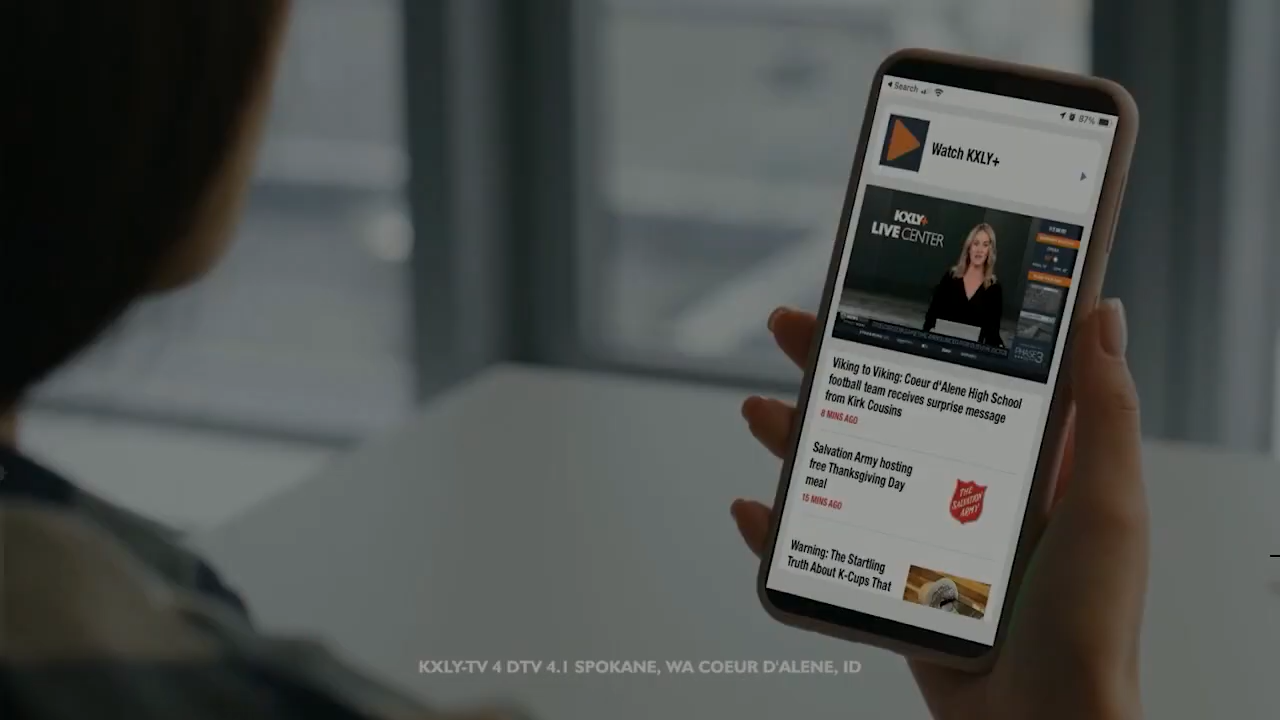 Search
87%
Watch KXLY+
KXLY+
LIVE CENTER
PHASE3
Viking to Viking: Coeur d'Alene High School
football team receives surprise message
from Kirk Cousins
8 MINS AGO
Salvation Army hosting
free Thanksgiving Day
meal
15 MINS AGO
THE
SALVATION
ARMY
Warning: The Startling
Truth About K-Cups That
KXLY-TV 4 DTV 4.1 SPOKANE, WA COEUR D'ALENE, ID